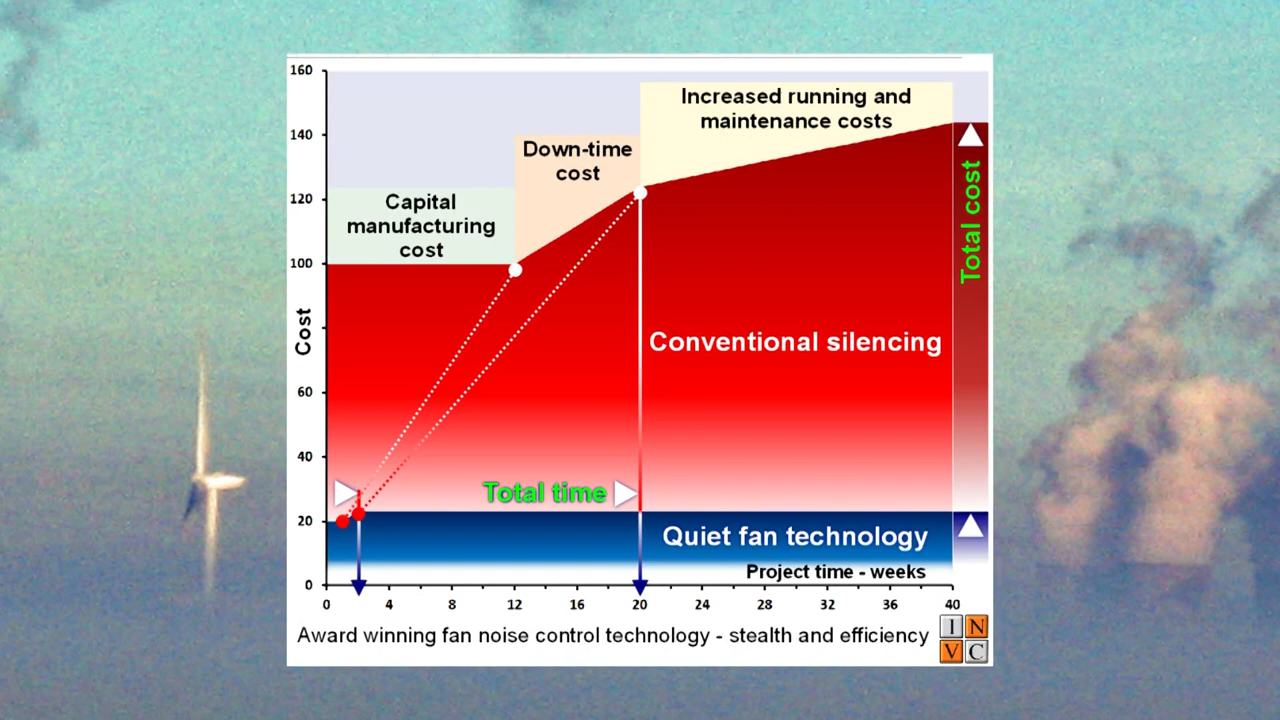 160
140
120
100
80
60
40
20
0
Cost
Increased running and
maintenance costs
Down-time
cost
Capital
manufacturing
cost
Total cost
Conventional silencing
Total time
Quiet fan technology
Project time - weeks
0 4 8 12 16 20 24 28 32 36 40
Award winning fan noise control technology - stealth and efficiency
I N
V C